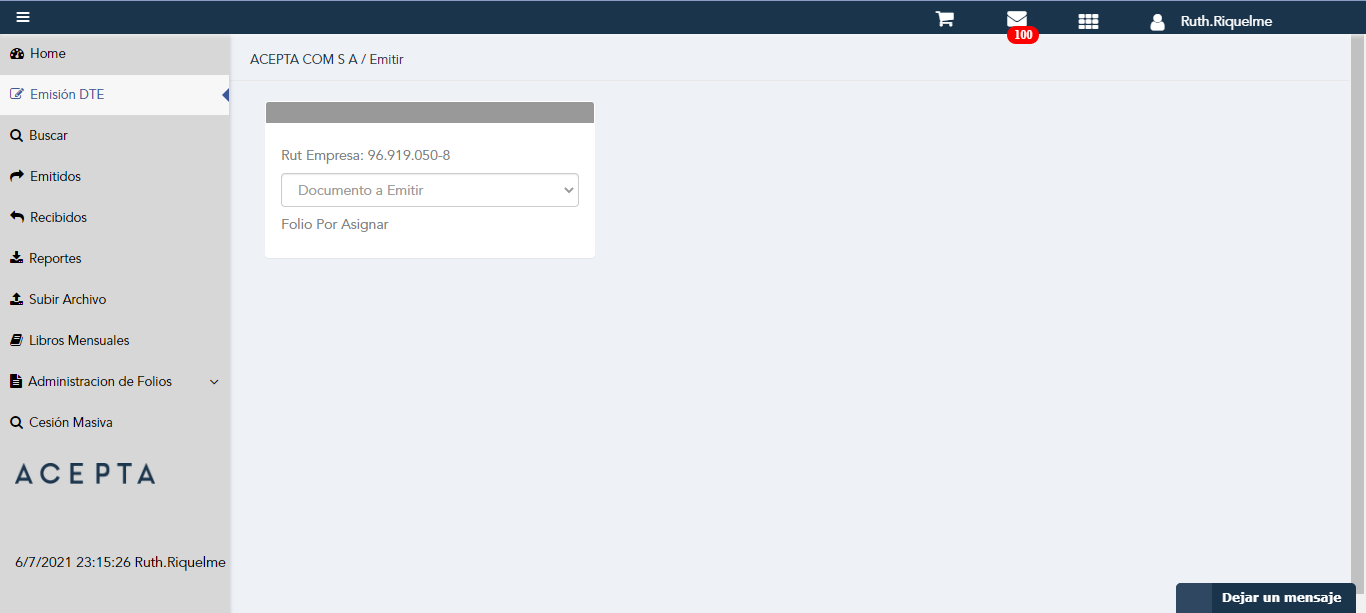 100
Ruth.Riquelme
Home
Emisión DTE
Buscar
Emitidos
Recibidos
Reportes
Subir Archivo
Libros Mensuales
Administracion de Folios
Cesión Masiva
ACEPTA
6/7/2021 23:15:26 Ruth.Riquelme
ACEPTA COM S A / Emitir
Rut Empresa: 96.919.050-8
Documento a Emitir
Folio Por Asignar
Dejar un mensaje